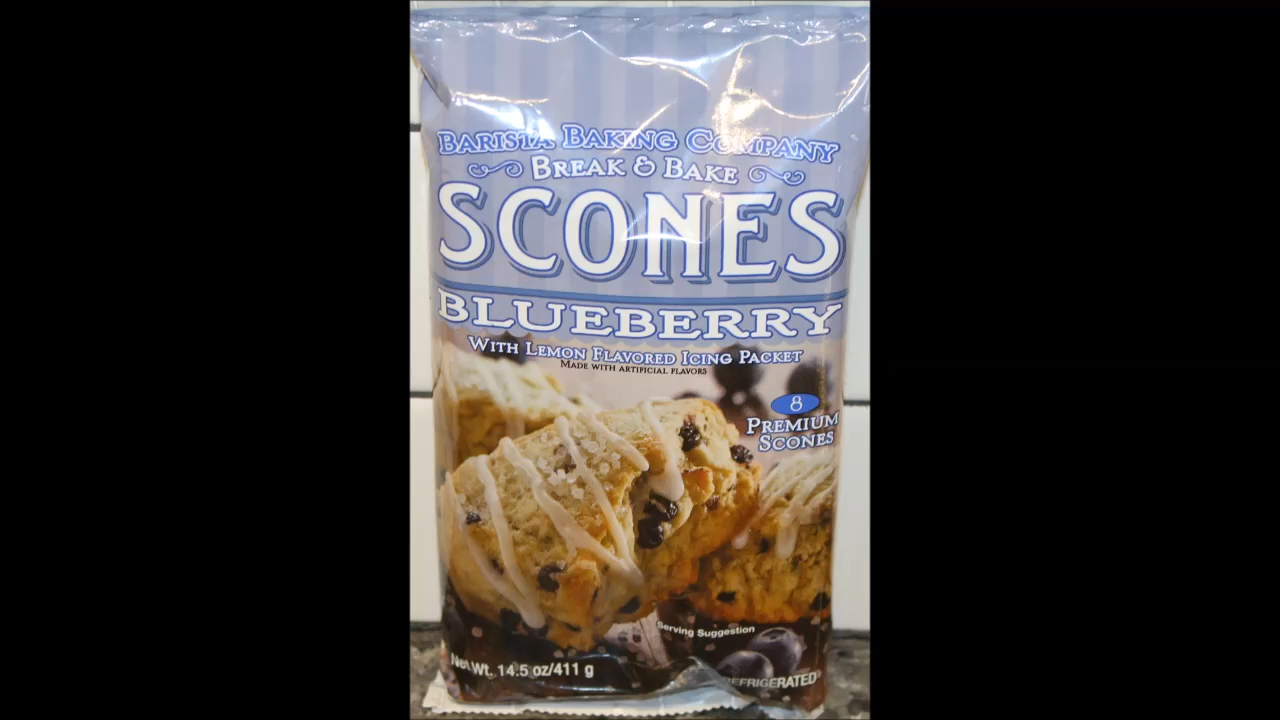 BARISTA BAKING COMPANY
BREAK & BAKE
SCONES
BLUEBERRY
WITH LEMON FLAVORED ICING PACKET
MADE WITH ARTIFICIAL FLAVORS
8
PREMIUM
SCONES
Serving Suggestion
Net Wt. 14.5 oz/411 g